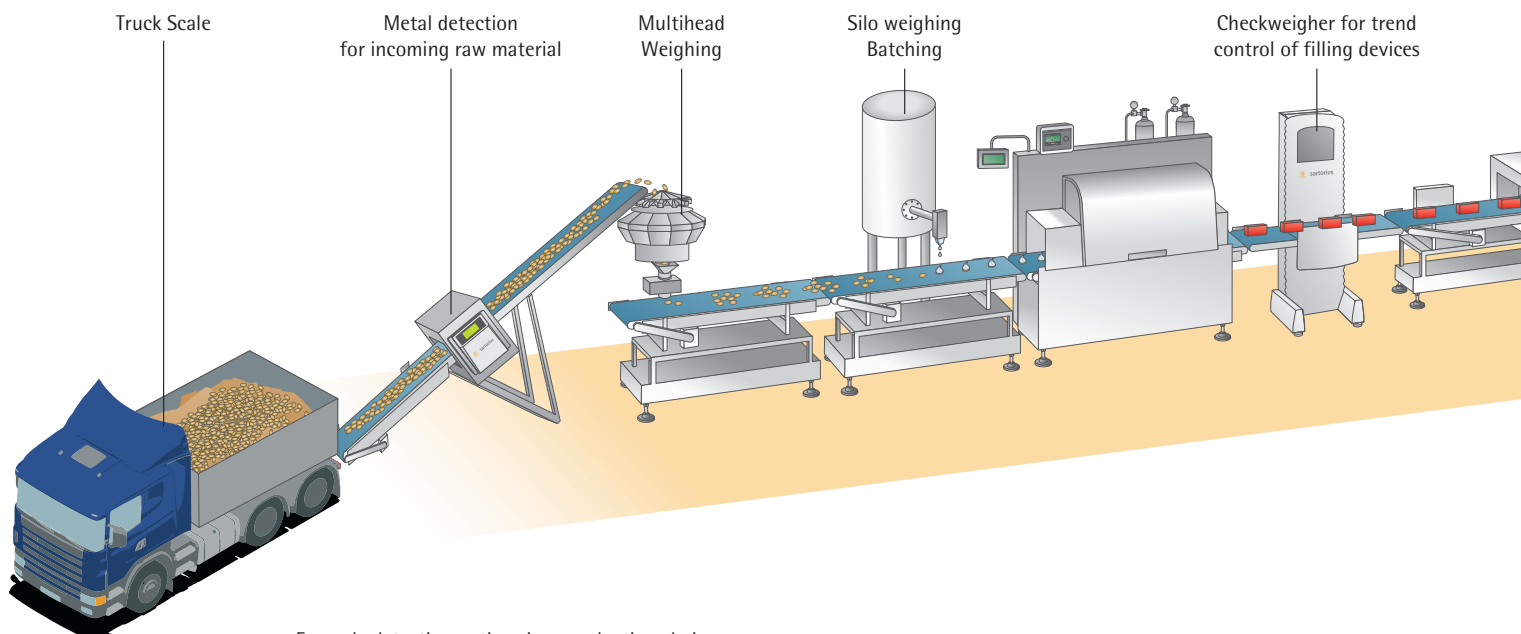 Truck Scale
Metal detection
for incoming raw material
Multihead
Weighing
Silo weighing
Batching
Checkweigher for trend
control of filling devices
sartorius
sartorius